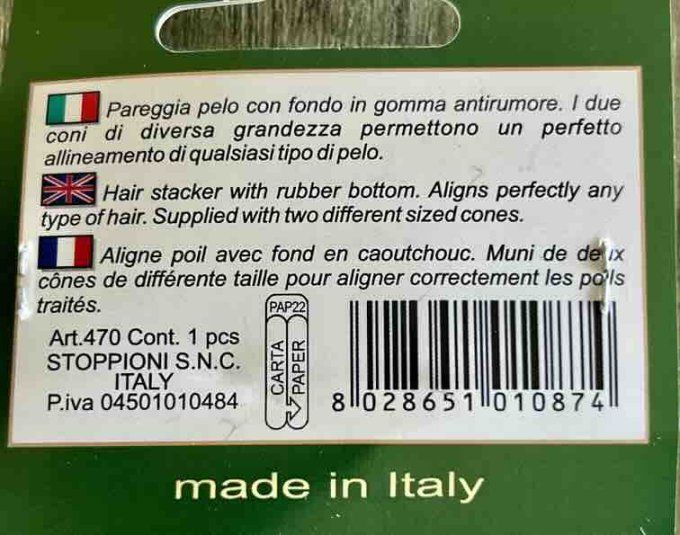 Pareggia pelo con fondo in gomma antirumore. I due
coni di diversa grandezza permettono un perfetto
allineamento di qualsiasi tipo di pelo.
Hair stacker with rubber bottom. Aligns perfectly any
type of hair. Supplied with two different sized cones.
Aligne poil avec fond en caoutchouc. Muni de deux
cônes de différente taille pour aligner correctement les poils
traités.
Art.470 Cont. 1 pcs
STOPPIONI S.N.C.
ITALY
P.iva 04501010484
PAP22
CARTA
PAPER
8 028651 010874
made in Italy